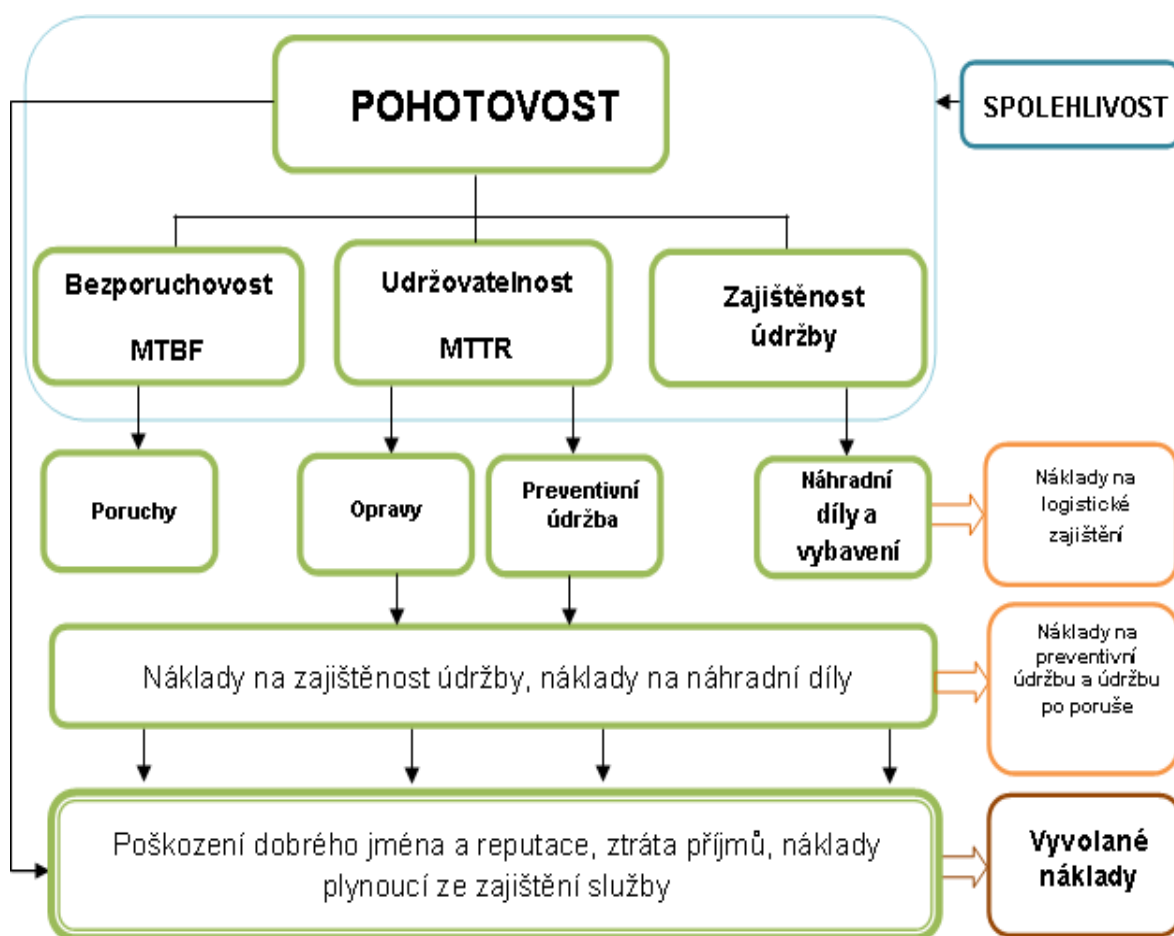 POHOTOVOST
SPOLEHLIVOST
Bezporuchovost
MTBF
Udržovatelnost
MTTR
Zajištěnost
údržby
Poruchy
Opravy
Preventivní
údržba
Náhradní
díly a
vybavení
Náklady na
logistické
zajištění
Náklady na zajištěnost údržby, náklady na náhradní díly
Náklady na
preventivní
údržbu a údržbu
po poruše
Poškození dobrého jména a reputace, ztráta příjmů, náklady
plynoucí ze zajištění služby
Vyvolané
náklady